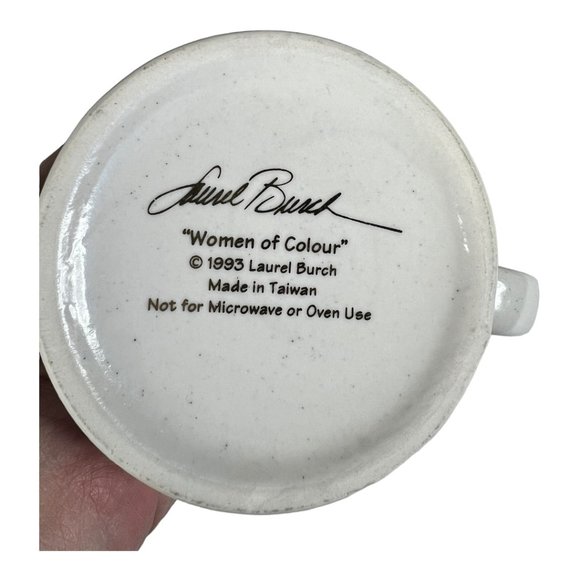 Laurel Burch
"Women of Colour"
© 1993 Laurel Burch
Made in Taiwan
Not for Microwave or Oven Use